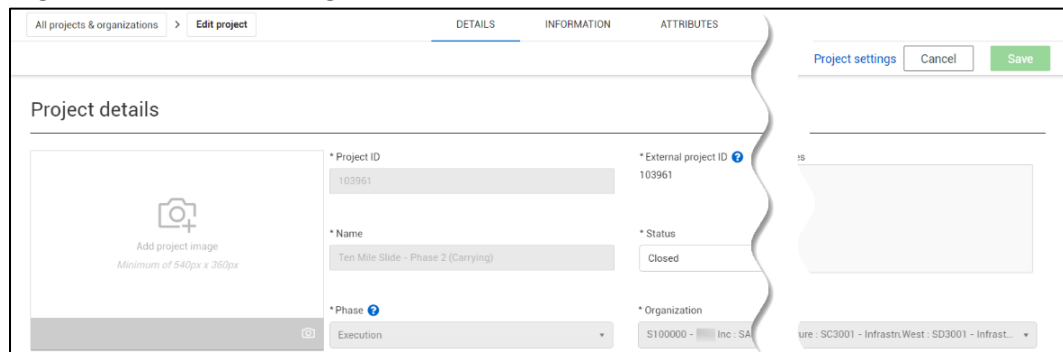 All projects & organizations > Edit project DETAILS INFORMATION ATTRIBUTES
Project settings Cancel Save
Project details
* Project ID * External project ID ? es
103961 103961
Add project image
Minimum of 540px x 360px
* Name * Status
Ten Mile Slide - Phase 2 (Carrying) Closed
* Phase ? * Organization
Execution S100000 - Inc : SA ure : SC3001 - Infrastn.West : SD3001 - Infrast...